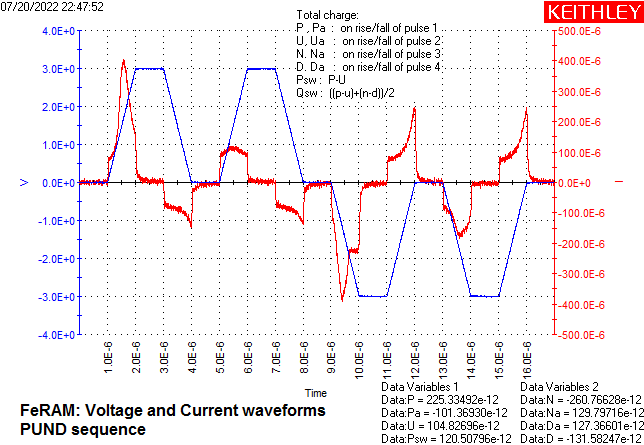 07/20/2022 22:47:52
KEITHLEY
Total charge:
P , Pa : on rise/fall of pulse 1
U, Ua : on rise/fall of pulse 2
N. Na : on rise/fall of pulse 3
D. Da : on rise/fall of pulse 4
Psw : P-U
Qsw : ((p-u)+(n-d))/2
4.0E+0
3.0E+0
2.0E+0
1.0E+0
0.0E+0
-1.0E+0
-2.0E+0
-3.0E+0
-4.0E+0
V
500.0E-6
400.0E-6
300.0E-6
200.0E-6
100.0E-6
0.00E+0
-100.0E-6
-200.0E-6
-300.0E-6
-400.0E-6
-500.0E-6
I
1.0E-6
2.0E-6
3.0E-6
4.0E-6
5.0E-6
6.0E-6
7.0E-6
8.0E-6
9.0E-6
10.0E-6
11.0E-6
12.0E-6
13.0E-6
14.0E-6
15.0E-6
16.0E-6
Time
FeRAM: Voltage and Current waveforms
PUND sequence
Data Variables 1
Data:P = 225.33492e-12
Data:Pa = -101.36930e-12
Data:U = 104.82696e-12
Data:Psw = 120.50796e-12
Data Variables 2
Data:N = -260.76628e-12
Data:Na = 129.79716e-12
Data:Da = 127.36601e-12
Data:D = -131.58247e-12